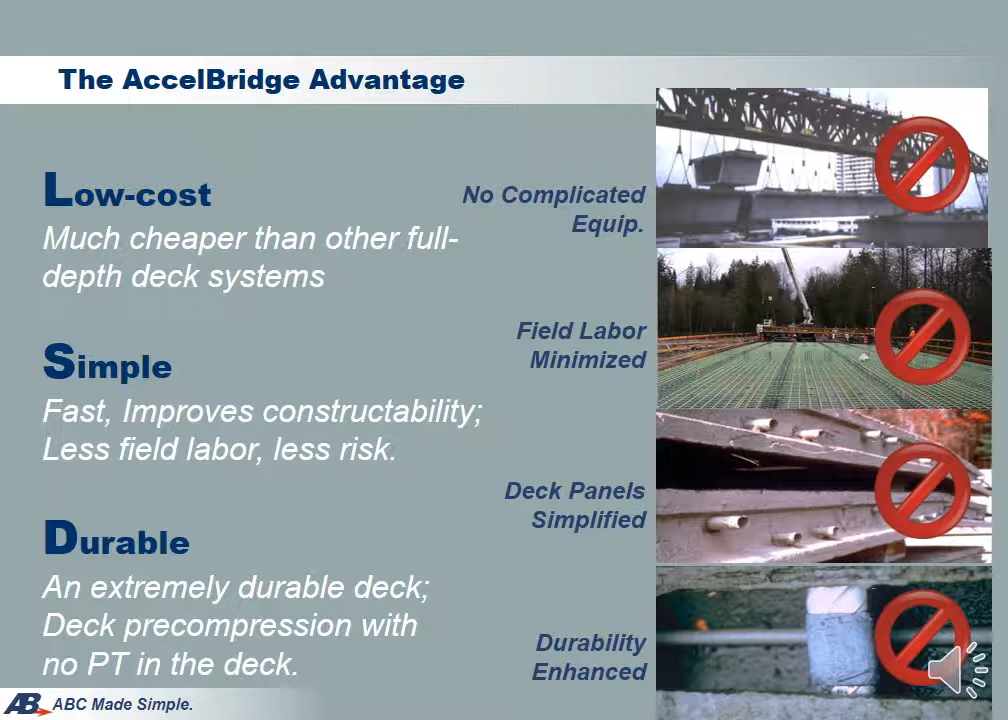 The AccelBridge Advantage
Low-cost
Much cheaper than other full-
depth deck systems
Simple
Fast, Improves constructability;
Less field labor, less risk.
Durable
An extremely durable deck;
Deck precompression with
no PT in the deck.
No Complicated
Equip.
Field Labor
Minimized
Deck Panels
Simplified
Durability
Enhanced
AB ABC Made Simple.